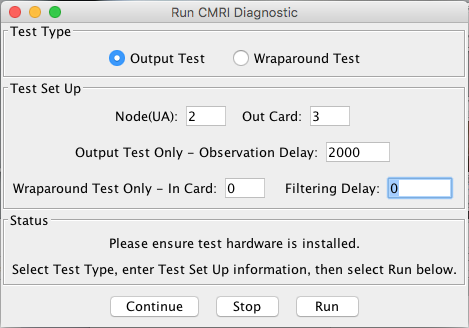 Run CMRI Diagnostic
Test Type
Output Test Wraparound Test
Test Set Up
Node(UA): 2 Out Card: 3
Output Test Only - Observation Delay: 2000
Wraparound Test Only - In Card: 0 Filtering Delay: 0
Status
Please ensure test hardware is installed.
Select Test Type, enter Test Set Up information, then select Run below.
Continue Stop Run